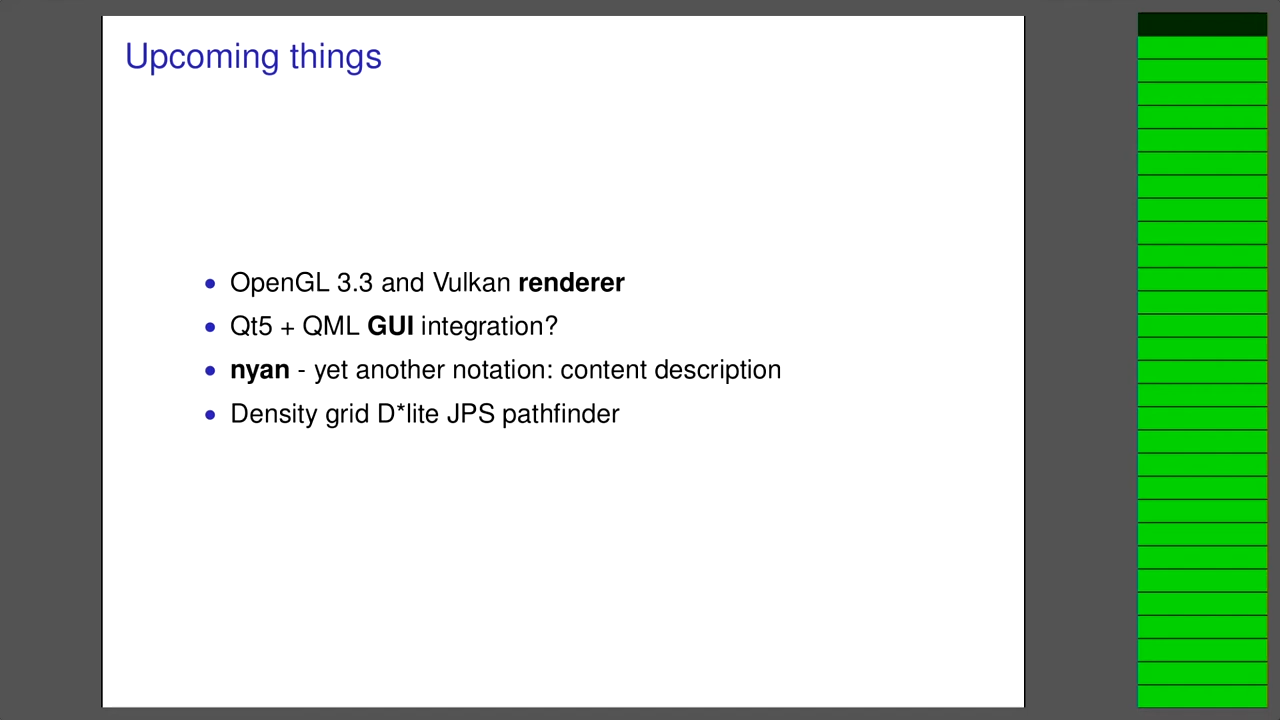 Upcoming things
• OpenGL 3.3 and Vulkan renderer
• Qt5 + QML GUI integration?
• nyan - yet another notation: content description
• Density grid D*lite JPS pathfinder